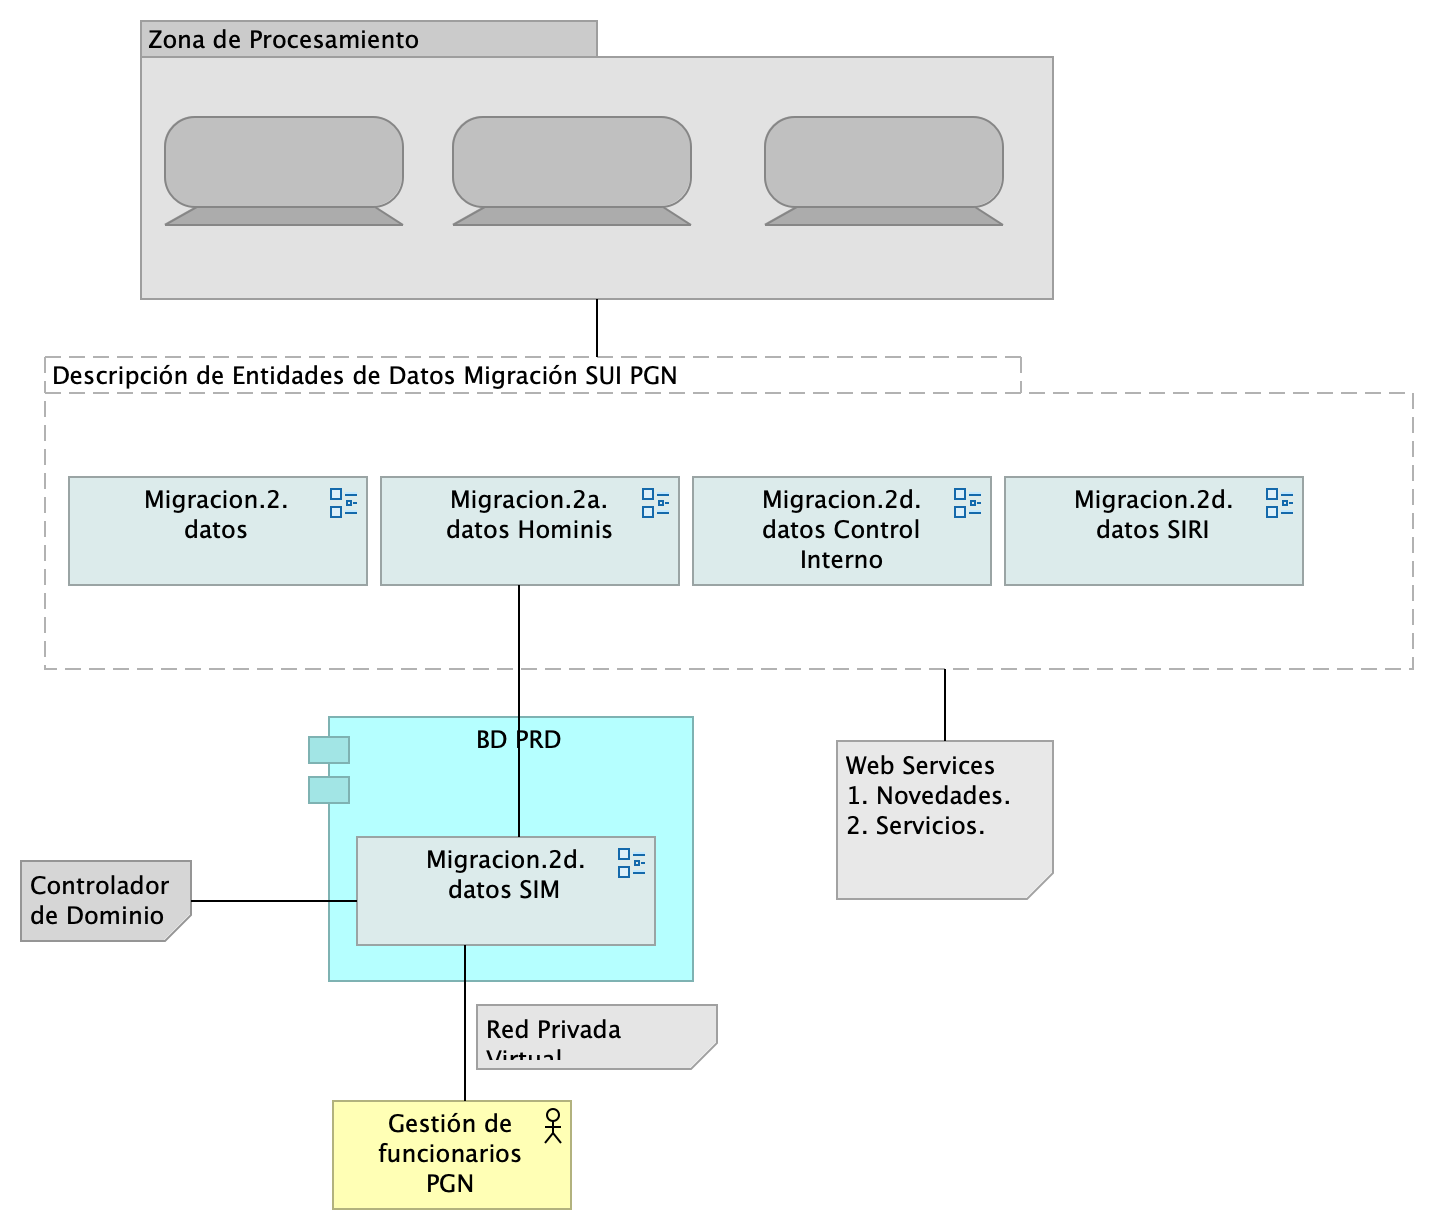 Zona de Procesamiento
Descripción de Entidades de Datos Migración SUI PGN
Migracion.2.
datos
Migracion.2a.
datos Hominis
Migracion.2d.
datos Control
Interno
Migracion.2d.
datos SIRI
BD PRD
Web Services
1. Novedades.
2. Servicios.
Migracion.2d.
datos SIM
Controlador
de Dominio
Red Privada
Virtual
Gestión de
funcionarios
PGN